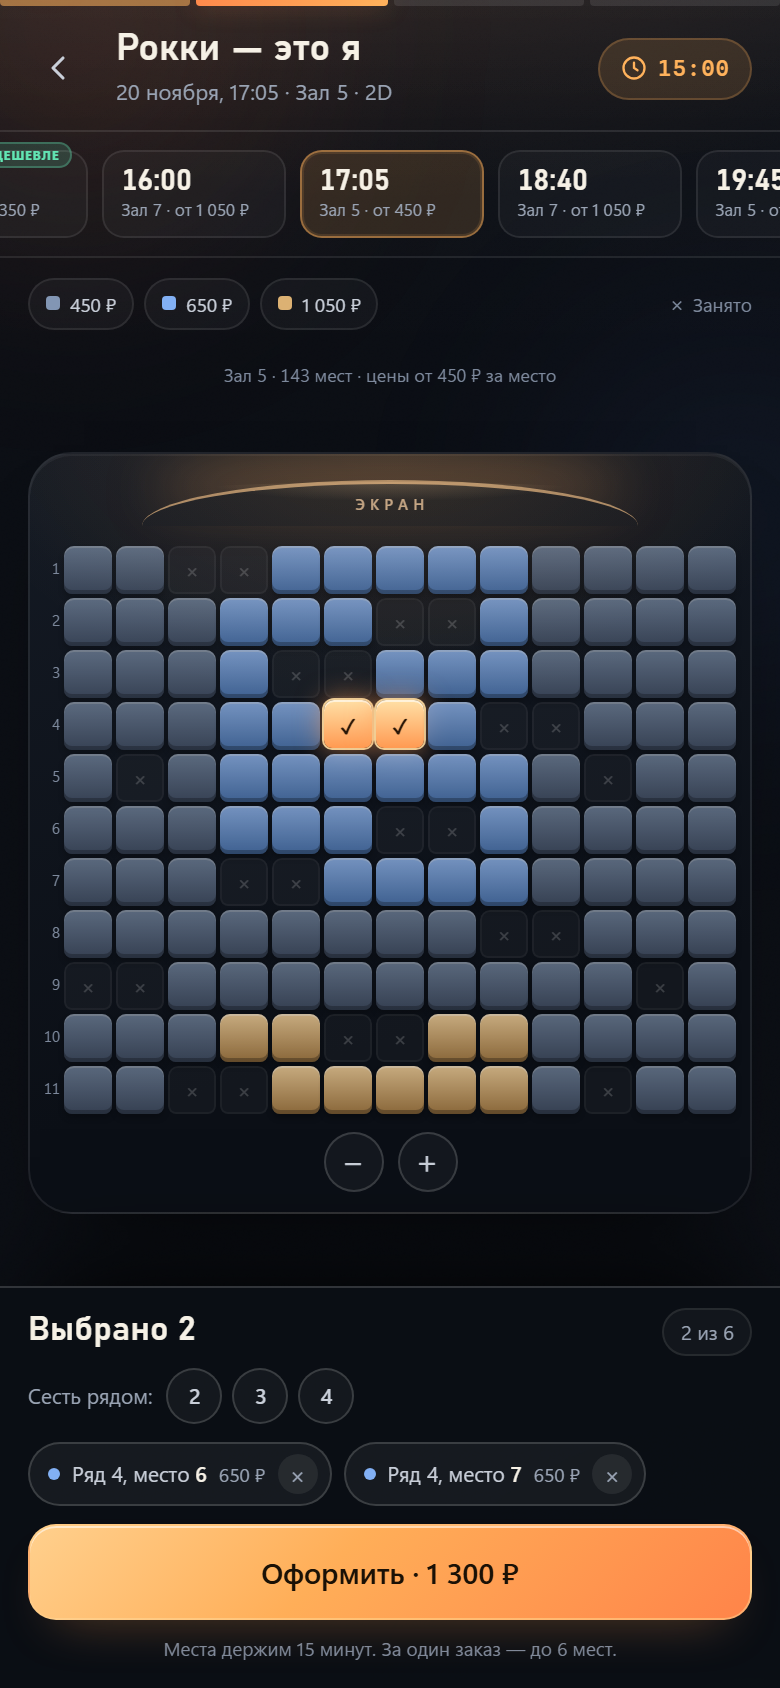 Рокки — это я
20 ноября, 17:05 · Зал 5 · 2D
15:00
350 ₽
16:00
Зал 7 · от 1 050 ₽
17:05
Зал 5 · от 450 ₽
18:40
Зал 7 · от 1 050 ₽
19:45
Зал 5 · от
450 ₽
650 ₽
1 050 ₽
× Занято
Зал 5 · 143 мест · цены от 450 ₽ за место
ЭКРАН
1
2
3
4
5
6
7
8
9
10
11
− +
Выбрано 2
2 из 6
Сесть рядом: 2 3 4
Ряд 4, место 6 650 ₽ ×
Ряд 4, место 7 650 ₽ ×
Оформить · 1 300 ₽
Места держим 15 минут. За один заказ — до 6 мест.